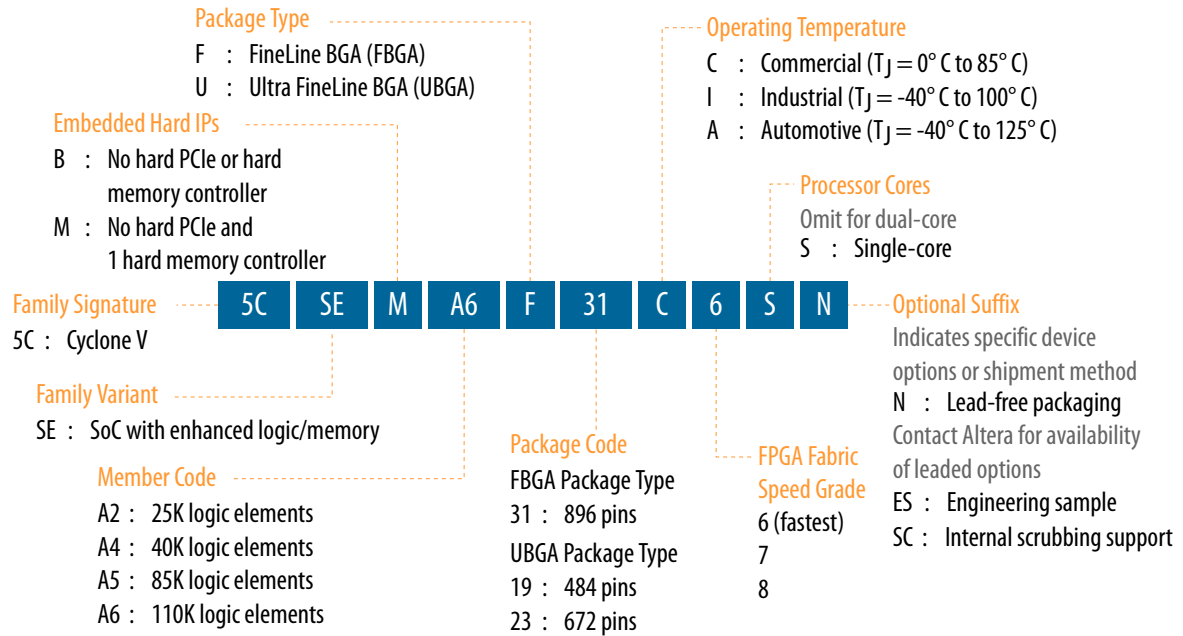 Package Type
F : FineLine BGA (FBGA)
U : Ultra FineLine BGA (UBGA)
Operating Temperature
C : Commercial (TJ = 0° C to 85° C)
I : Industrial (TJ = -40° C to 100° C)
A : Automotive (TJ = -40° C to 125° C)
Embedded Hard IPs
B : No hard PCIe or hard
memory controller
M : No hard PCIe and
1 hard memory controller
Processor Cores
Omit for dual-core
S : Single-core
Family Signature
5C : Cyclone V
5C SE M A6 F 31 C 6 S N
Optional Suffix
Indicates specific device
options or shipment method
N : Lead-free packaging
Contact Altera for availability
of leaded options
ES : Engineering sample
SC : Internal scrubbing support
Family Variant
SE : SoC with enhanced logic/memory
Member Code
A2 : 25K logic elements
A4 : 40K logic elements
A5 : 85K logic elements
A6 : 110K logic elements
Package Code
FBGA Package Type
31 : 896 pins
UBGA Package Type
19 : 484 pins
23 : 672 pins
FPGA Fabric
Speed Grade
6 (fastest)
7
8